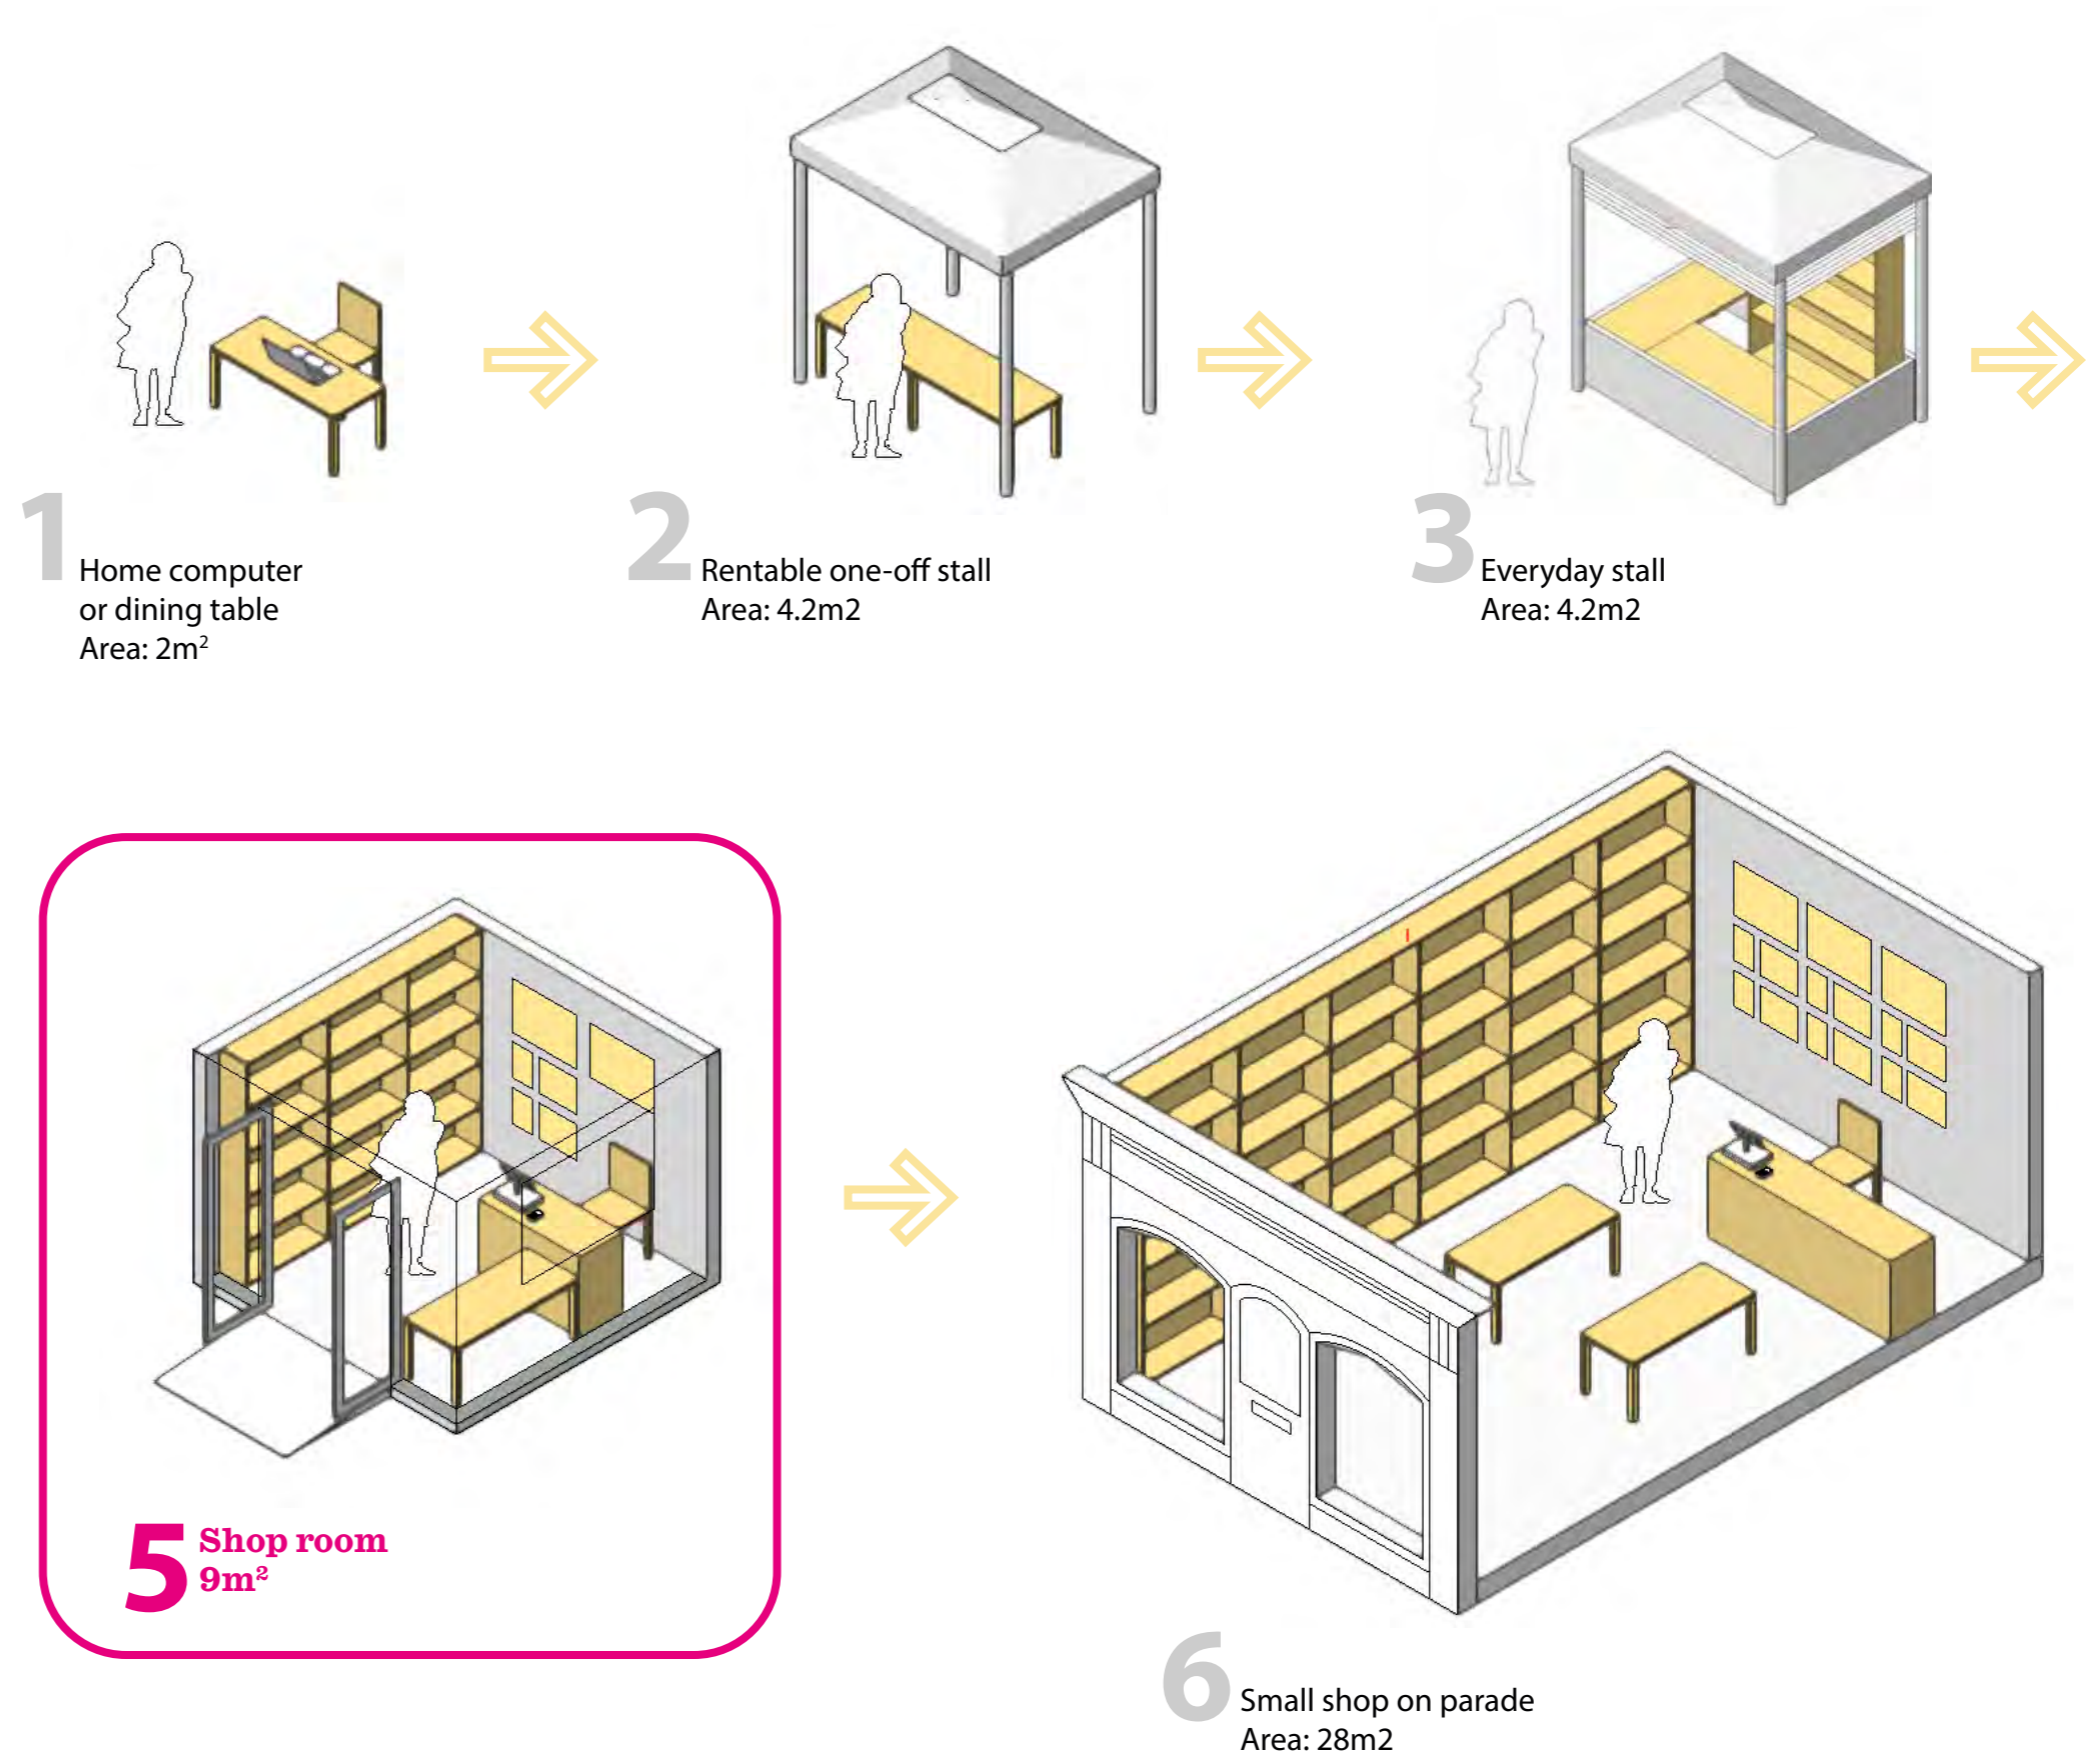 1
Home computer
or dining table
Area: 2m²
2
Rentable one-off stall
Area: 4.2m2
3
Everyday stall
Area: 4.2m2
5
Shop room
9m²
6
Small shop on parade
Area: 28m2